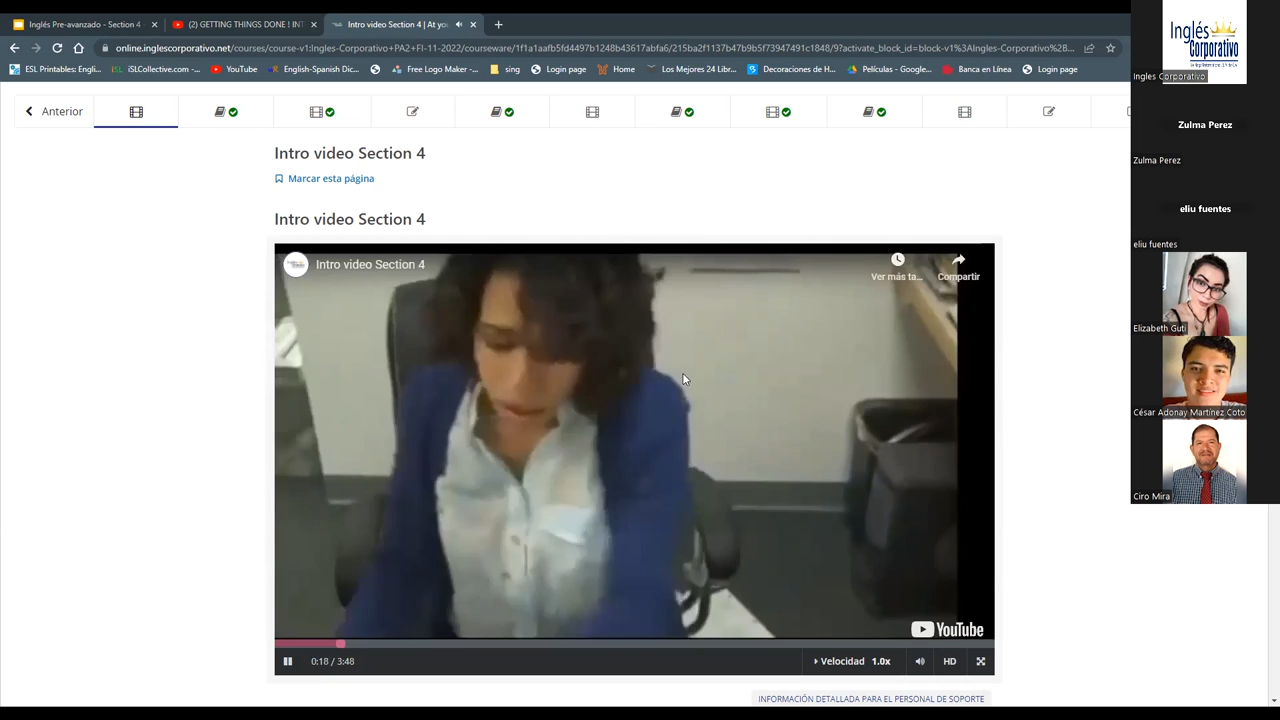 Inglés Pre-avanzado - Section 4
(2) GETTING THINGS DONE ! INT
Intro video Section 4 | At yo
online.inglescorporativo.net/courses/course-v1:Ingles-Corporativo+PA2+FI-11-2022/courseware/1f1a1aafb5fd4497b1248b43617abfa6/215ba2f1137b47b9b5f73947491c1848/9?activate_block_id=block-v1%3AIngles-Corporativo%2B...
ESL Printables: Engli...
iSLCollective.com -...
YouTube
English-Spanish Dic...
Login page
Free Logo Maker -...
sing
Login page
Home
Los Mejores 24 Libr...
Decoraciones de H...
Películas - Google...
Banca en Línea
Login page
Anterior
Intro video Section 4
Marcar esta página
Intro video Section 4
Intro video Section 4
Ver más ta...
Compartir
YouTube
0:18 / 3:48
Velocidad 1.0x
HD
INFORMACIÓN DETALLADA PARA EL PERSONAL DE SOPORTE
Inglés
Corporativo
Ingles Corporativo
Zulma Perez
Zulma Perez
eliu fuentes
eliu fuentes
Elizabeth Guti
César Adonay Martínez Coto
Ciro Mira